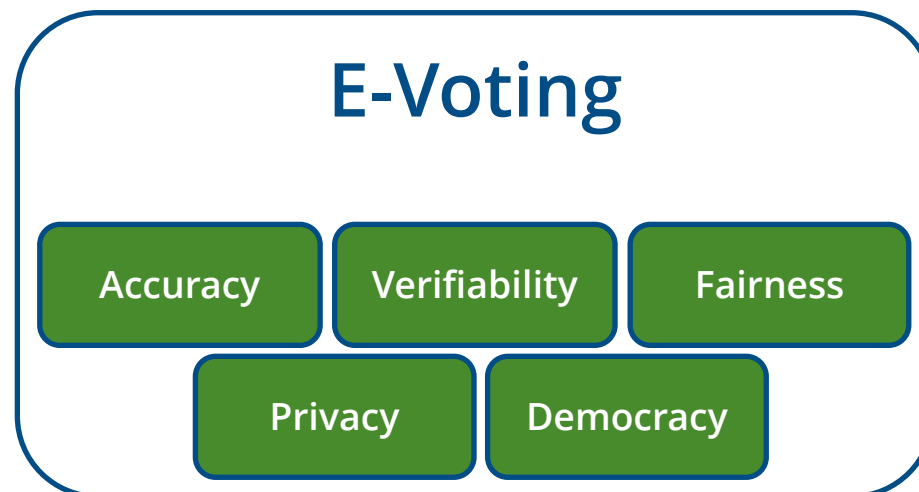 E-Voting
Accuracy
Verifiability
Fairness
Privacy
Democracy